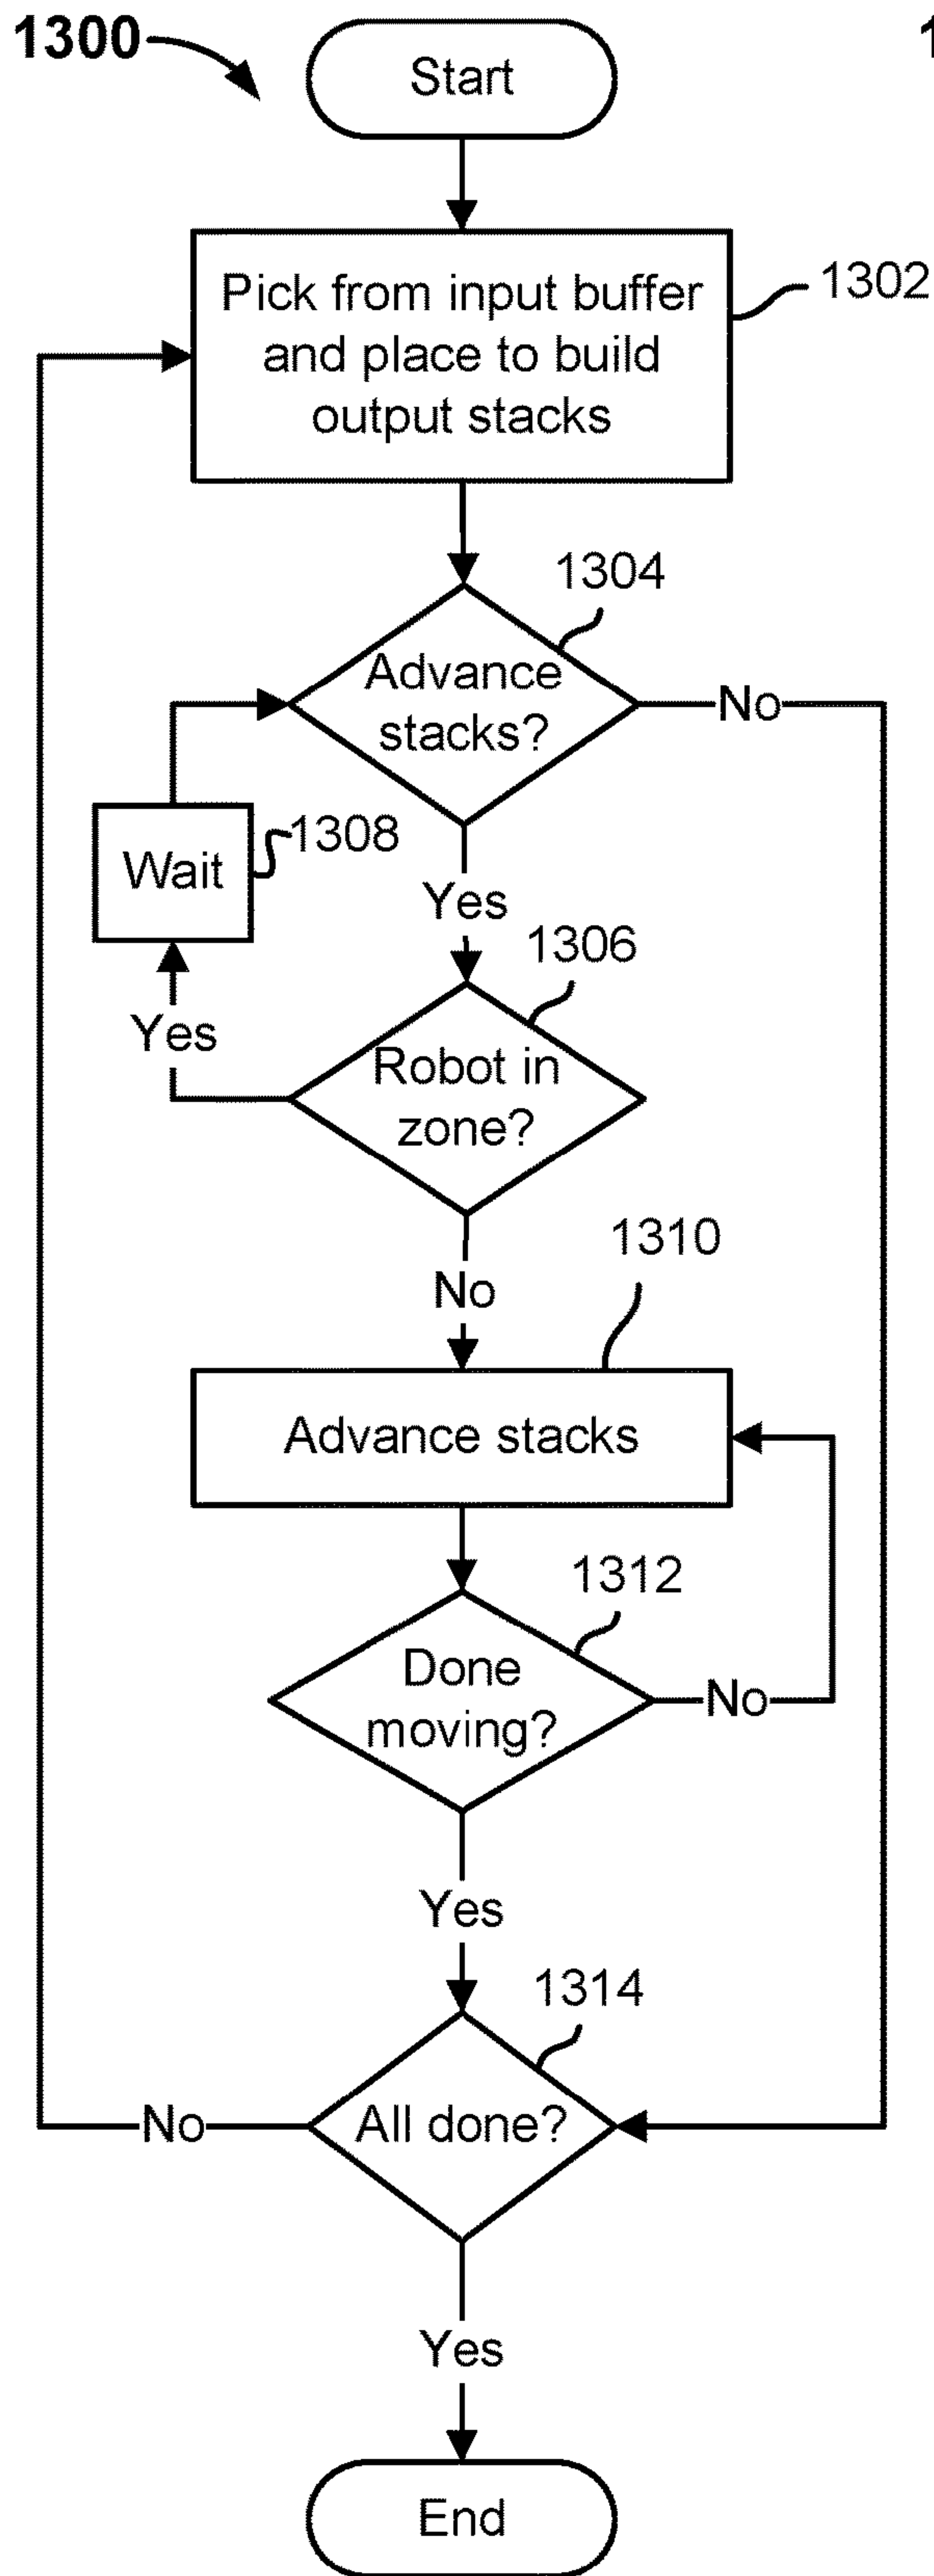 1300
1
Start
Pick from input buffer
and place to build
output stacks
1302
1304
Advance
stacks?
No
Wait
1308
Yes
1306
Yes
Robot in
zone?
1310
No
Advance stacks
1312
Done
moving?
No
Yes
1314
All done?
No
Yes
End